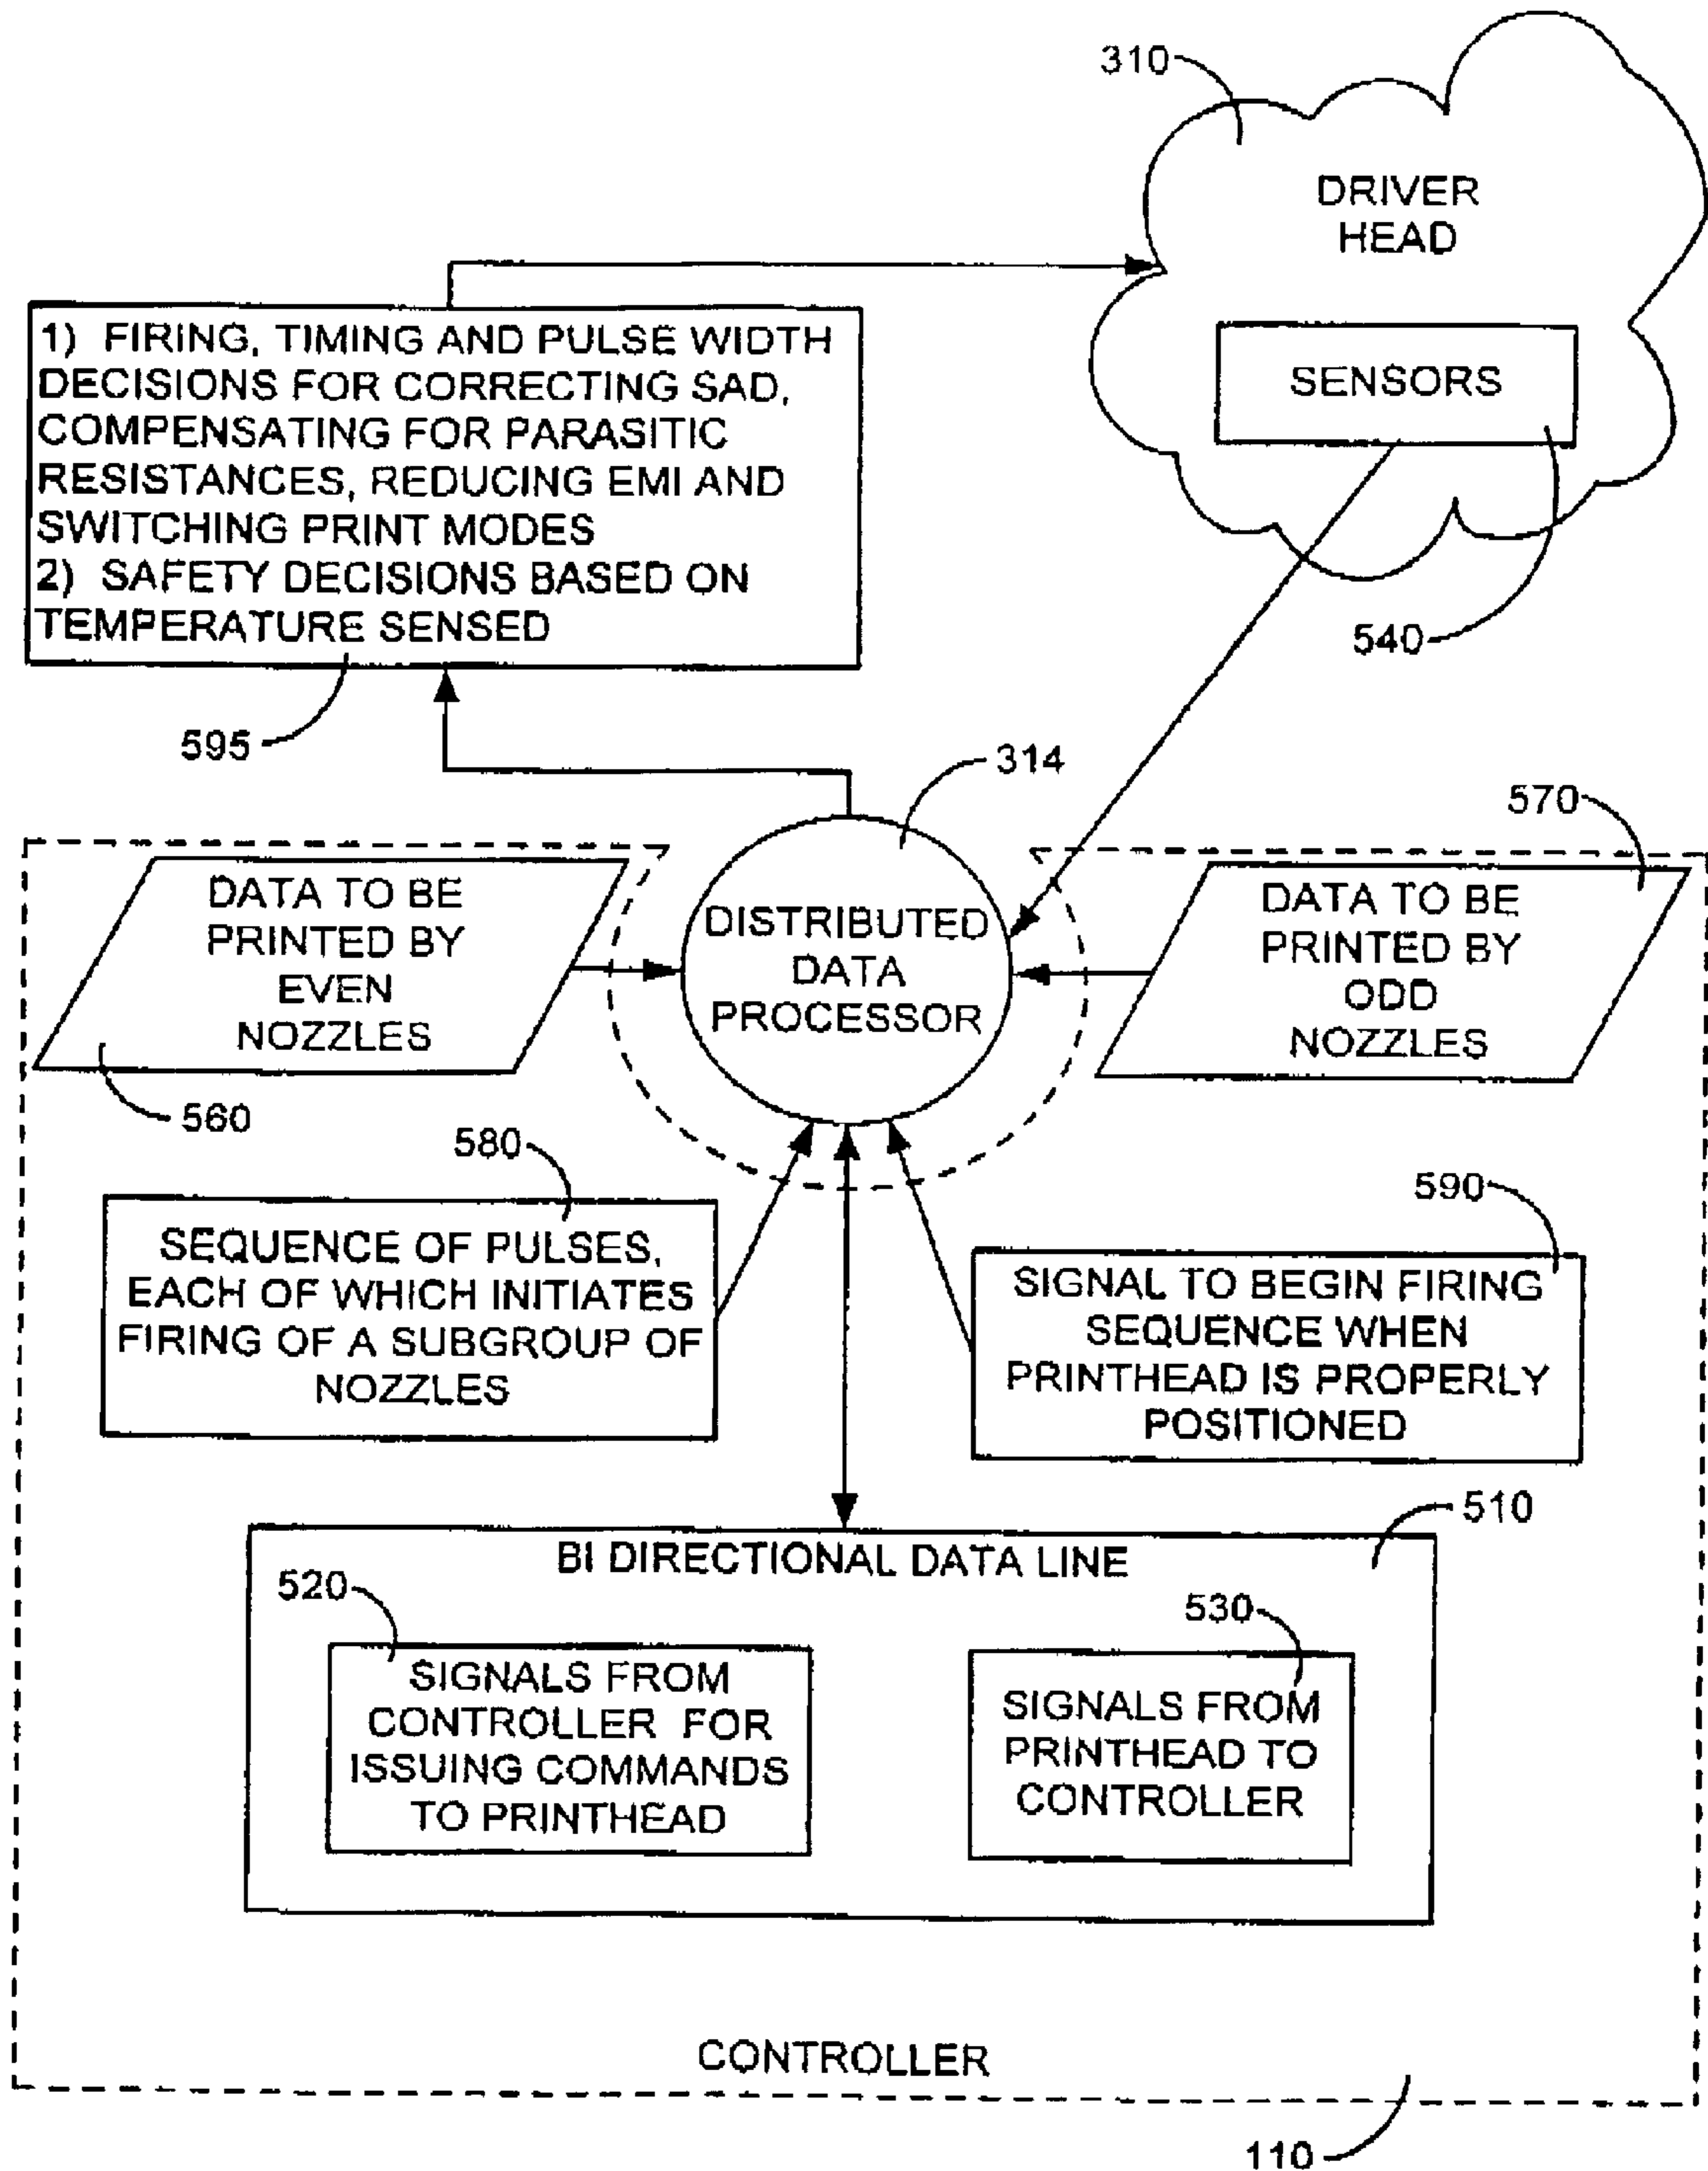 310
DRIVER
HEAD
SENSORS
540
1) FIRING, TIMING AND PULSE WIDTH
DECISIONS FOR CORRECTING SAD,
COMPENSATING FOR PARASITIC
RESISTANCES, REDUCING EMI AND
SWITCHING PRINT MODES
2) SAFETY DECISIONS BASED ON
TEMPERATURE SENSED
595
314
570
DATA TO BE
PRINTED BY
EVEN
NOZZLES
560
DISTRIBUTED
DATA
PROCESSOR
DATA TO BE
PRINTED BY
ODD
NOZZLES
580
SEQUENCE OF PULSES,
EACH OF WHICH INITIATES
FIRING OF A SUBGROUP OF
NOZZLES
590
SIGNAL TO BEGIN FIRING
SEQUENCE WHEN
PRINTHEAD IS PROPERLY
POSITIONED
510
BI DIRECTIONAL DATA LINE
520
SIGNALS FROM
CONTROLLER FOR
ISSUING COMMANDS
TO PRINTHEAD
530
SIGNALS FROM
PRINTHEAD TO
CONTROLLER
CONTROLLER
110